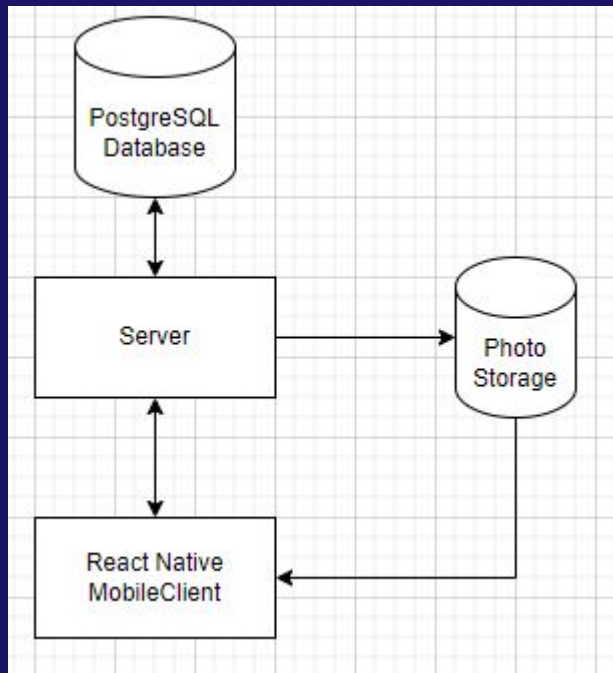 PostgreSQL
Database
Server
Photo
Storage
React Native
MobileClient